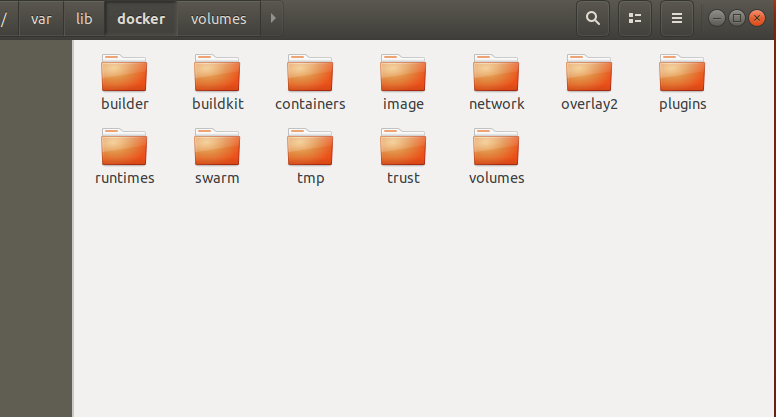 / var lib docker volumes
builder buildkit containers image network overlay2 plugins
runtimes swarm tmp trust volumes